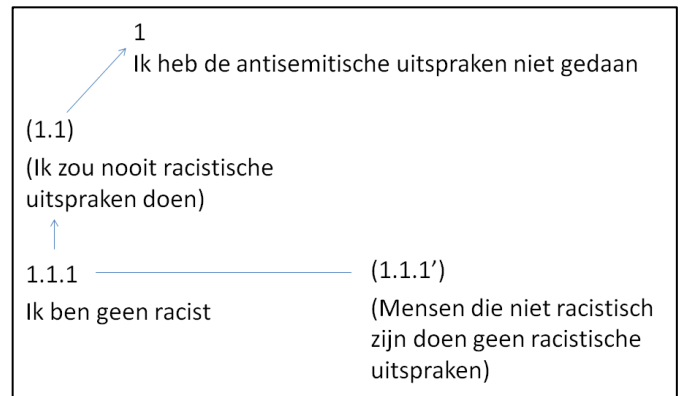 1
Ik heb de antisemitische uitspraken niet gedaan
(1.1)
(Ik zou nooit racistische
uitspraken doen)
1.1.1
Ik ben geen racist
(1.1.1’)
(Mensen die niet racistisch
zijn doen geen racistische
uitspraken)